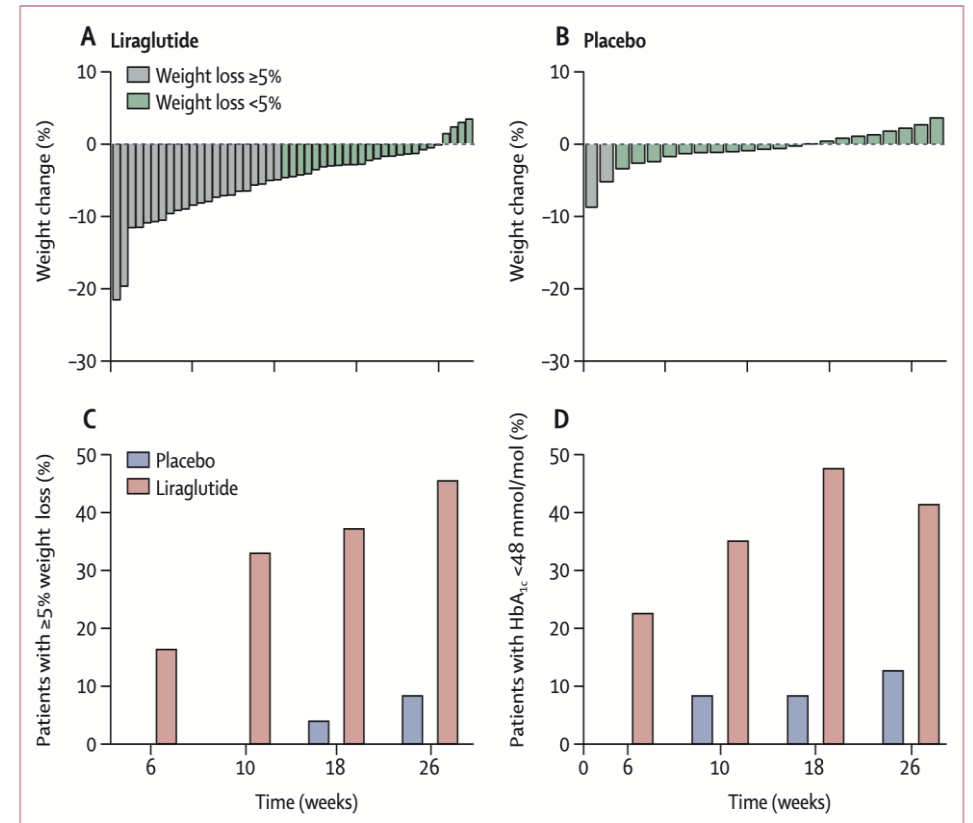 A Liraglutide
Weight change (%)
10
0
–10
–20
–30
Weight loss ≥5%
Weight loss <5%
B Placebo
Weight change (%)
10
0
–10
–20
–30
C
Patients with ≥5% weight loss (%)
50
40
30
20
10
0
Placebo
Liraglutide
6 10 18 26
Time (weeks)
D
Patients with HbA1c <48 mmol/mol (%)
50
40
30
20
10
0
0 6 10 18 26
Time (weeks)